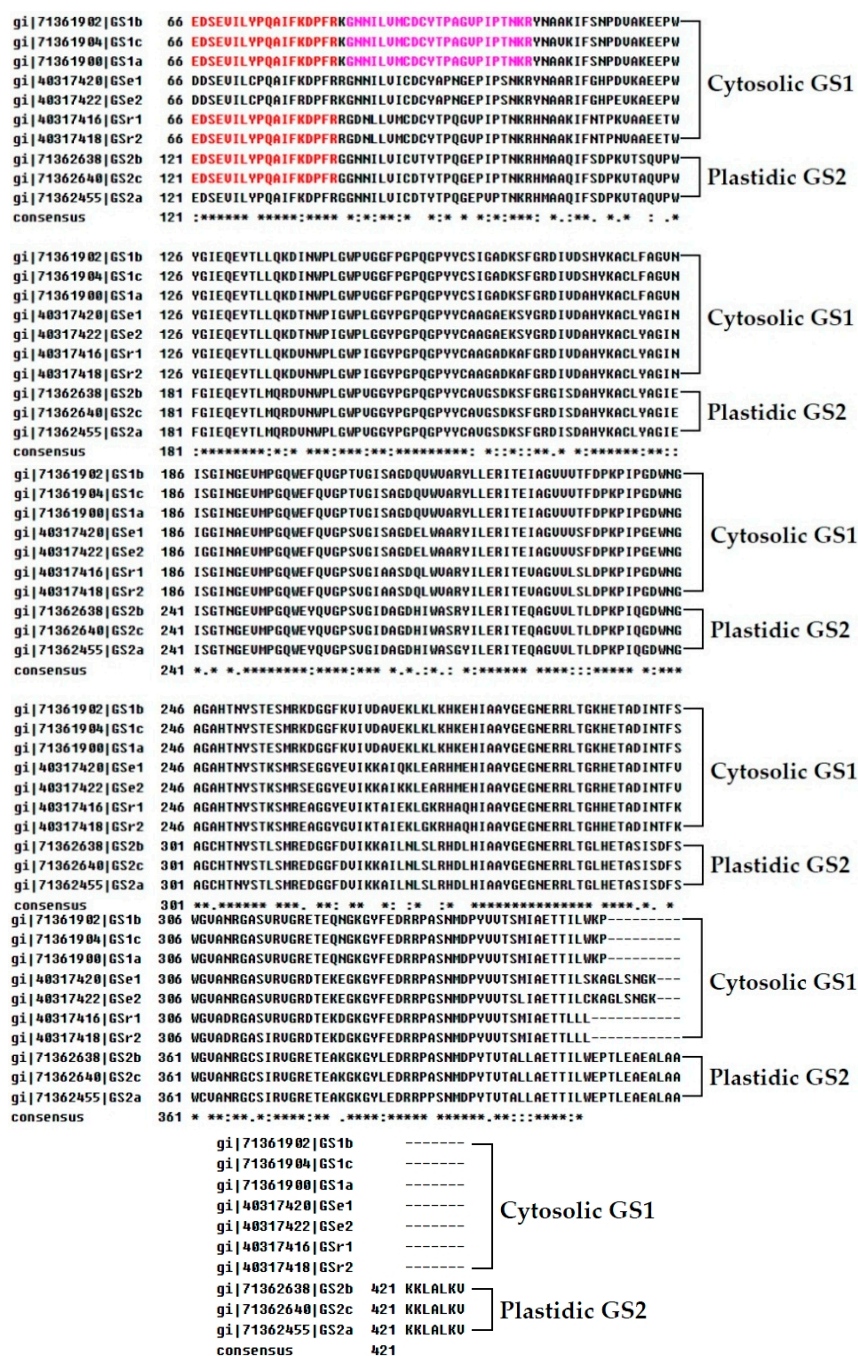 gi|71361902|GS1b 66 EDSEVILYPQAIFKDPFRKGNNILVMCDCYTPAGVPIPTNKRYNAAKIFSNPDVAKEEPW
gi|71361904|GS1c 66 EDSEVILYPQAIFKDPFRKGNNILVMCDCYTPAGVPIPTNKRYNAVKIFSNPDVAKEEPW
gi|71361900|GS1a 66 EDSEVILYPQAIFKDPFRKGNNILVMCDCYTPAGVPIPTNKRYNAAKIFSNPDVAKEEPW
gi|40317420|GSe1 66 DDSEVILCPQAIFKDPFRRGNNILVICDCYAPNGEPIPSNKRYNAARIFGHPDVKAEEPW
gi|40317422|GSe2 66 DDSEVILYPQAIFRDPFRRGNNILVICDCYAPNGEPIPSNKRYNAARIFGHPEVKAEEPW
gi|40317416|GSr1 66 EDSEVILYPQAIFKDPFRRGDNLLVMCDCYTPQGVPIPTNKRHNAAKIFNTPKVAAEETW
gi|40317418|GSr2 66 EDSEVILYPQAIFKDPFRRGDNLLVMCDCYTPQGVPIPTNKRHNAAKIFNTPNVAAEETW
Cytosolic GS1
gi|71362638|GS2b 121 EDSEVILYPQAIFKDPFRGGNNILVICVTYTPQGEPIPTNKRHMAAQIFSDPKVTSQVPW
gi|71362640|GS2c 121 EDSEVILYPQAIFKDPFRGGNNILVICDTYTPQGEPIPTNKRHMAAQIFSDPKVTAQVPW
gi|71362455|GS2a 121 EDSEVILYPQAIFKDPFRGGNNILVICDTYTPQGEPVPTNKRHMAAQIFSDPKVTAQVPW
Plastidic GS2
consensus 121 :****** *****:**** *:**:**:*  *:* * *:***: *.:**. *.*  : .*
gi|71361902|GS1b 126 YGIEQEYTLLQKDINWPLGWPVGGFPGPQGPYYCSIGADKSFGRDIVDSHYKACLFAGVN
gi|71361904|GS1c 126 YGIEQEYTLLQKDINWPLGWPVGGFPGPQGPYYCSIGADKSFGRDIVDAHYKACLFAGVN
gi|71361900|GS1a 126 YGIEQEYTLLQKDINWPLGWPVGGFPGPQGPYYCSIGADKSFGRDIVDAHYKACLFAGVN
gi|40317420|GSe1 126 YGIEQEYTLLQKDTNWPIGWPLGGYPGPQGPYYCAAGAEKSYGRDIVDAHYKACLYAGIN
gi|40317422|GSe2 126 YGIEQEYTLLQKDTNWPIGWPLGGYPGPQGPYYCAAGAEKSYGRDIVDAHYKACLYAGIN
gi|40317416|GSr1 126 YGIEQEYTLLQKDVNWPLGWPIGGYPGPQGPYYCAAGADKAFGRDIVDAHYKACLYAGIN
gi|40317418|GSr2 126 YGIEQEYTLLQKDVNWPLGWPIGGYPGPQGPYYCAAGADKAFGRDIVDAHYKACLYAGIN
Cytosolic GS1
gi|71362638|GS2b 181 FGIEQEYTLMQRDVNWPLGWPVGGYPGPQGPYYCAVGSDKSFGRGISDAHYKACLYAGIE
gi|71362640|GS2c 181 FGIEQEYTLMQRDVNWPLGWPVGGYPGPQGPYYCAVGSDKSFGRDISDAHYKACLYAGIE
gi|71362455|GS2a 181 FGIEQEYTLMQRDVNWPLGWPVGGYPGPQGPYYCAVGSDKSFGRDISDAHYKACLYAGIE
Plastidic GS2
consensus 181 :********:*:* ***:***:**:*********: *::*::**.* *:******:**::
gi|71361902|GS1b 186 ISGINGEVMPGQWEFQVGPTVGISAGDQVWVARYLLERITEIAGVVVTFDPKPIPGDWNG
gi|71361904|GS1c 186 ISGINGEVMPGQWEFQVGPTVGISAGDQVWVARYLLERITEIAGVVVTFDPKPIPGDWNG
gi|71361900|GS1a 186 ISGINGEVMPGQWEFQVGPTVGISAGDQVWVARYLLERITEIAGVVVTFDPKPIPGDWNG
gi|40317420|GSe1 186 IGGINAEVMPGQWEFQVGPSVGISAGDELWAARYILERITEIAGVVVSFDPKPIPGEWNG
gi|40317422|GSe2 186 IGGINAEVMPGQWEFQVGPSVGISAGDELWAARYILERITEIAGVVVSFDPKPIPGEWNG
gi|40317416|GSr1 186 ISGINGEVMPGQWEFQVGPSVGIAASDQLWVARYILERITEVAGVVLSLDPKPIPGDWNG
gi|40317418|GSr2 186 ISGINGEVMPGQWEFQVGPSVGIAASDQLWVARYILERITEVAGVVLSLDPKPIPGDWNG
Cytosolic GS1
gi|71362638|GS2b 241 ISGTNGEVMPGQWEYQVGPSVGIDAGDHIWASRYILERITEQAGVVLTLDPKPIQGDWNG
gi|71362640|GS2c 241 ISGTNGEVMPGQWEYQVGPSVGIDAGDHIWASRYILERITEQAGVVLTLDPKPIQGDWNG
gi|71362455|GS2a 241 ISGTNGEVMPGQWEYQVGPSVGIDAGDHIWASGYILERITEQAGVVLTLDPKPIQGDWNG
Plastidic GS2
consensus 241 *.* *.********:****:*** *.*.:*.: *:****** ****:::***** *:***
gi|71361902|GS1b 246 AGAHTNYSTESMRKDGGFKVIVDAVEKLKLKHKEHIAAYGEGNERRLTGKHETADINTFS
gi|71361904|GS1c 246 AGAHTNYSTESMRKDGGFKVIVDAVEKLKLKHKEHIAAYGEGNERRLTGKHETADINTFS
gi|71361900|GS1a 246 AGAHTNYSTESMRKDGGFKVIVDAVEKLKLKHKEHIAAYGEGNERRLTGKHETADINTFS
gi|40317420|GSe1 246 AGAHTNYSTKSMRSEGGYEVIKKAIQKLEARHMEHIAAYGEGNERRLTGRHETADINTFV
gi|40317422|GSe2 246 AGAHTNYSTKSMRSEGGYEVIKKAIKKLEARHMEHIAAYGEGNERRLTGKHETADINTFV
gi|40317416|GSr1 246 AGAHTNYSTKSMREAGGYEVIKTAIEKLGKRHAQHIAAYGEGNERRLTGHHETADINTFK
gi|40317418|GSr2 246 AGAHTNYSTKSMREAGGYGVIKTAIEKLGKRHAQHIAAYGEGNERRLTGHHETADINTFK
Cytosolic GS1
gi|71362638|GS2b 301 AGCHTNYSTLSMREDGGFDVIKKAILNLSLRHDLHIAAYGEGNERRLTGLHETASISDFS
gi|71362640|GS2c 301 AGCHTNYSTLSMREDGGFDVIKKAILNLSLRHDLHIAAYGEGNERRLTGLHETASISDFS
gi|71362455|GS2a 301 AGCHTNYSTLSMREDGGFDVIKKAILNLSLRHDLHIAAYGEGNERRLTGLHETASISDFS
Plastidic GS2
consensus 301 **.****** ***. **: **  *: :*  :*  *************** ****.*. *
gi|71361902|GS1b 306 WGVANRGASVRVGRETEQNGKGYFEDRRPASNMDPYVVTSMIAETTILWKP----------
gi|71361904|GS1c 306 WGVANRGASVRVGRETEQNGKGYFEDRRPASNMDPYVVTSMIAETTILWKP----------
gi|71361900|GS1a 306 WGVANRGASVRVGRETEQNGKGYFEDRRPASNMDPYVVTSMIAETTILWKP----------
gi|40317420|GSe1 306 WGVANRGASVRVGRDTEKEGKGYFEDRRPASNMDPYVVTSMIAETTILSKAGLSNGK---
gi|40317422|GSe2 306 WGVANRGASVRVGRDTEKEGKGYFEDRRPGSNMDPYVVTSLIAETTILCKAGLSNGK---
gi|40317416|GSr1 306 WGVADRGASVRVGRDTEKDGKGYFEDRRPASNMDPYVVTSMIAETTLLL-----------
gi|40317418|GSr2 306 WGVADRGASIRVGRDTEKDGKGYFEDRRPASNMDPYVVTSMIAETTLLL-----------
Cytosolic GS1
gi|71362638|GS2b 361 WGVANRGCSIRVGRETEAKGKGYLEDRRPASNMDPYTVTALLAETTILWEPTLEAEALAA
gi|71362640|GS2c 361 WGVANRGCSIRVGRETEAKGKGYLEDRRPASNMDPYTVTALLAETTILWEPTLEAEALAA
gi|71362455|GS2a 361 WCVANRGCSIRVGRETEAKGKGYLEDRRPPSNMDPYTVTALLAETTILWEPTLEAEALAA
Plastidic GS2
consensus 361 * **:**.*:****:** .****:***** ******.**:::****:*
gi|71361902|GS1b -------
gi|71361904|GS1c -------
gi|71361900|GS1a -------
gi|40317420|GSe1 -------
gi|40317422|GSe2 -------
gi|40317416|GSr1 -------
gi|40317418|GSr2 -------
Cytosolic GS1
gi|71362638|GS2b 421 KKLALKV
gi|71362640|GS2c 421 KKLALKV
gi|71362455|GS2a 421 KKLALKV
Plastidic GS2
consensus 421